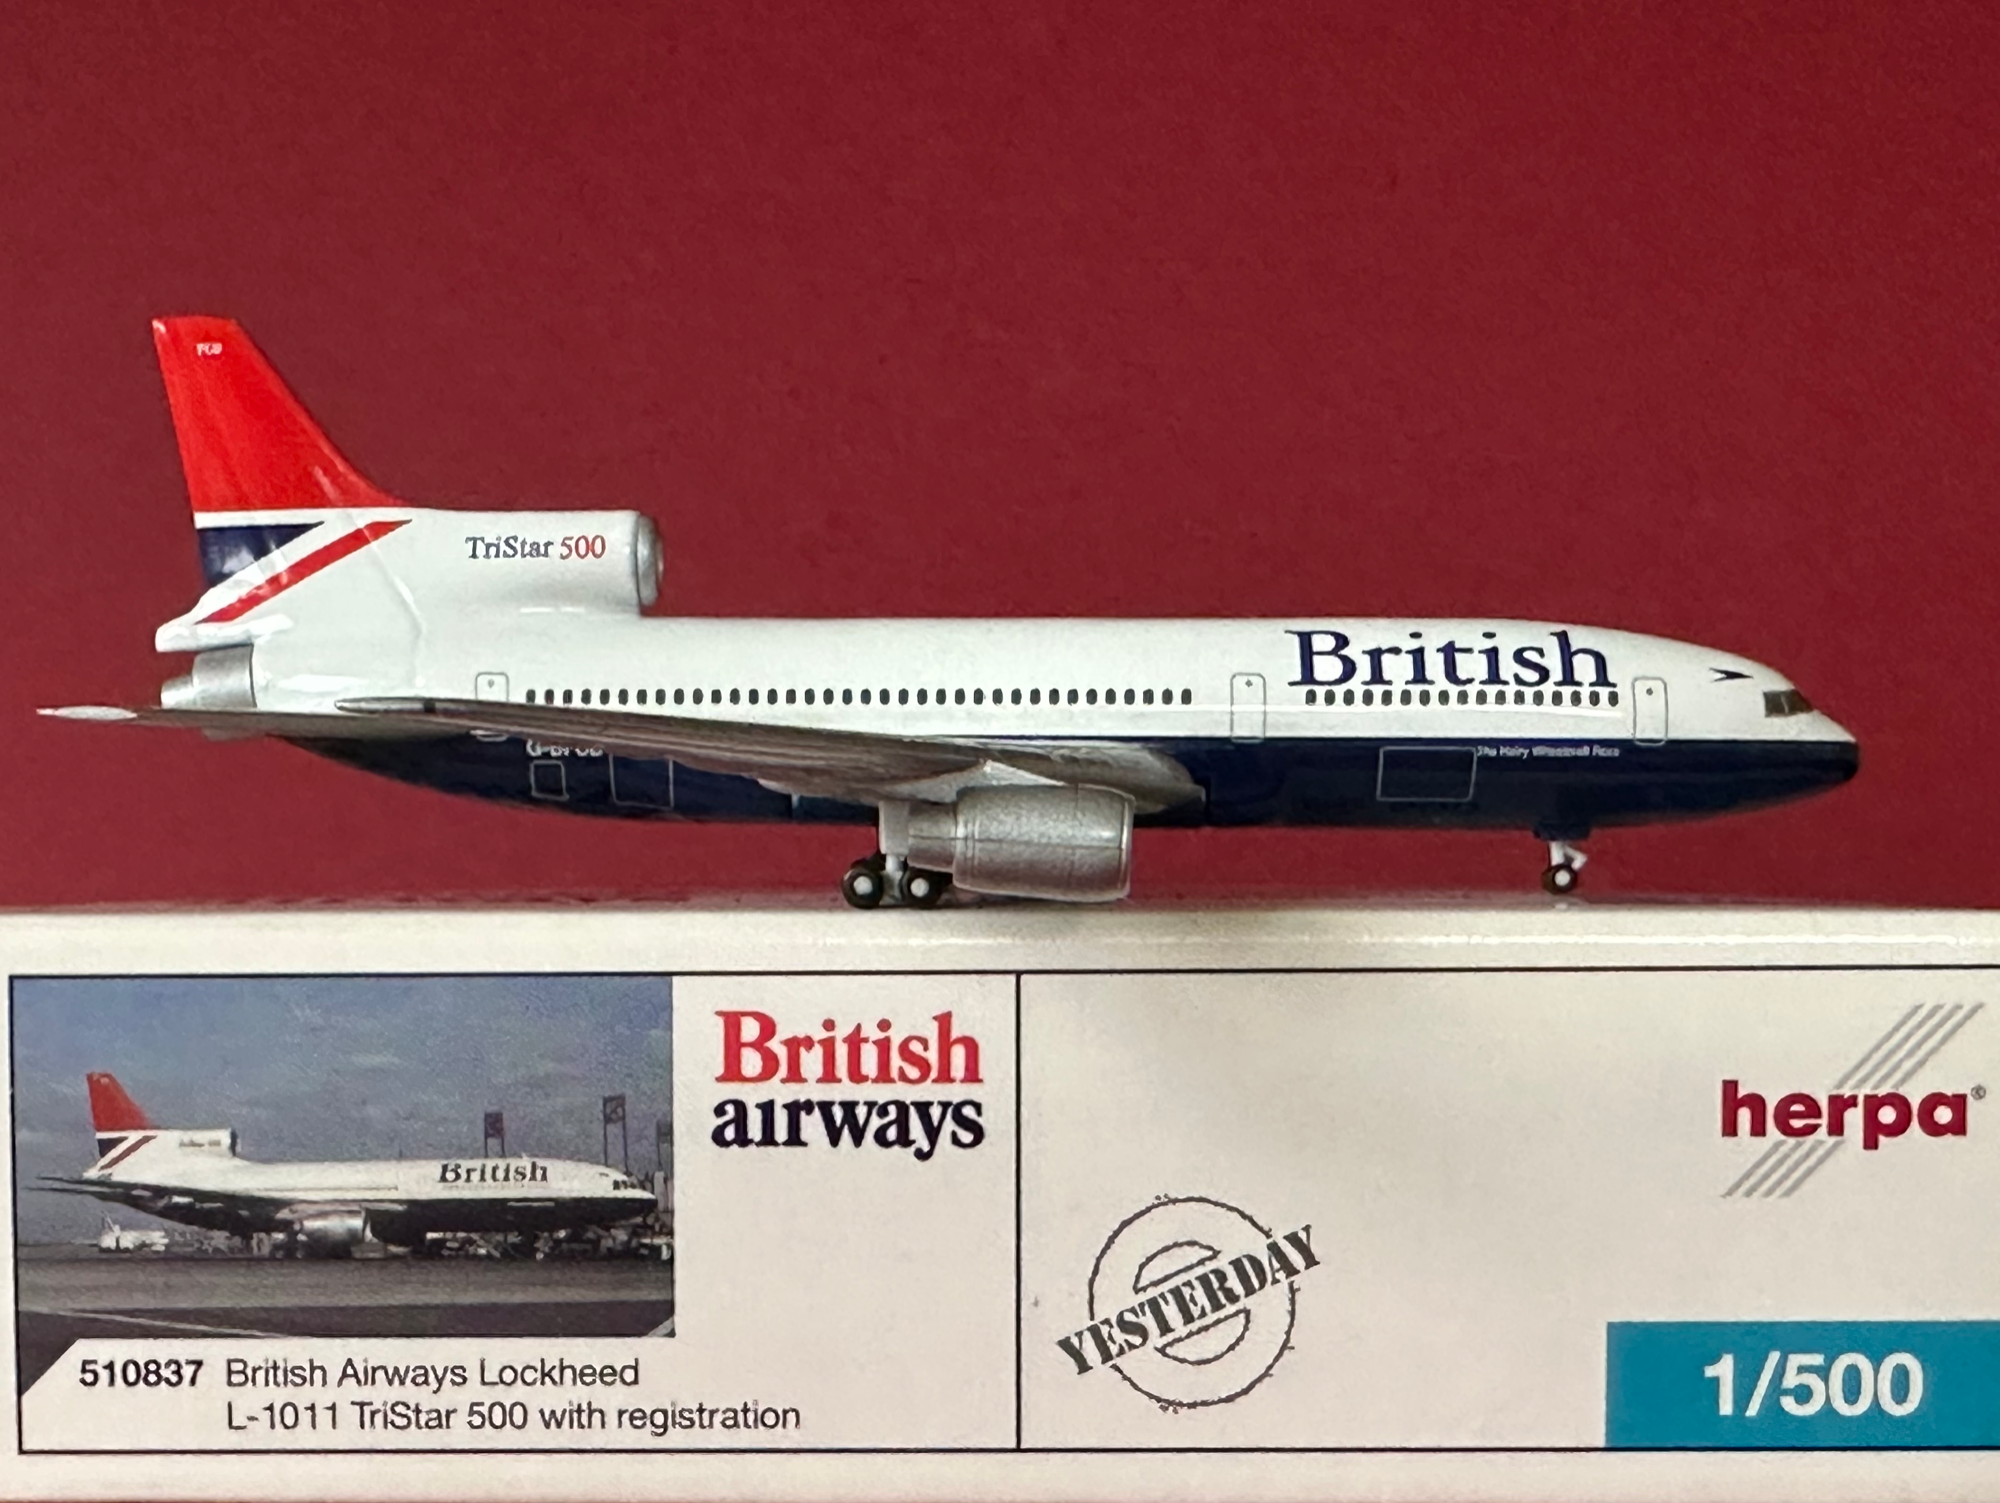 TriStar 500
British
British
British
airways
YESTERDAY
herpa®
510837 British Airways Lockheed
L-1011 TriStar 500 with registration
1/500